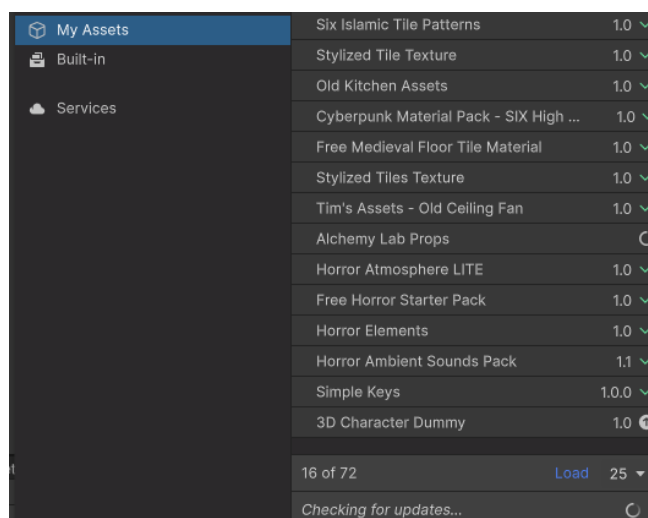 My Assets
Built-in
Services
Six Islamic Tile Patterns 1.0
Stylized Tile Texture 1.0
Old Kitchen Assets 1.0
Cyberpunk Material Pack - SIX High ... 1.0
Free Medieval Floor Tile Material 1.0
Stylized Tiles Texture 1.0
Tim's Assets - Old Ceiling Fan 1.0
Alchemy Lab Props
Horror Atmosphere LITE 1.0
Free Horror Starter Pack 1.0
Horror Elements 1.0
Horror Ambient Sounds Pack 1.1
Simple Keys 1.0.0
3D Character Dummy 1.0
16 of 72 Load 25
Checking for updates...